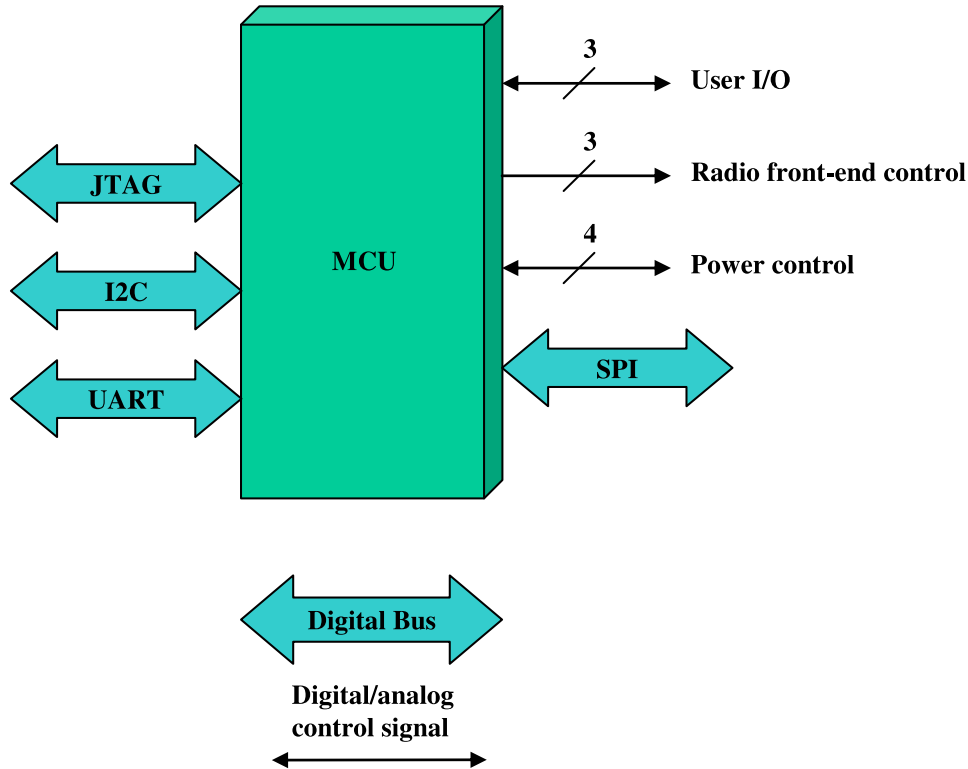 3
User I/O
3
Radio front-end control
JTAG
4
MCU
Power control
I2C
SPI
UART
Digital Bus
Digital/analog
control signal